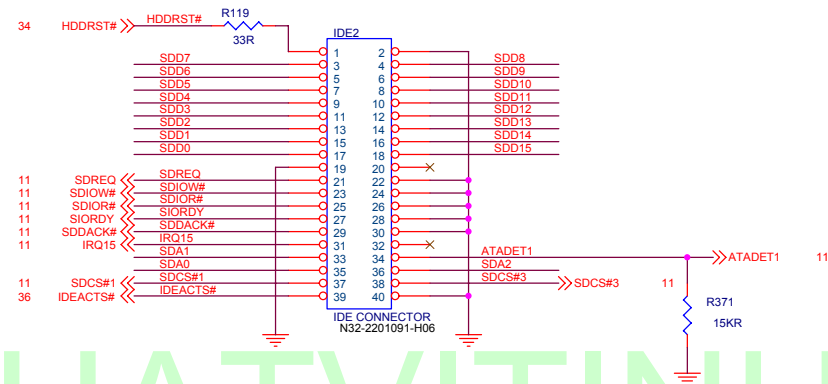 R119
34 HDDRST# HDDRST#
33R
IDE2
1 2
SDD7 3 4 SDD8
SDD6 5 6 SDD9
SDD5 7 8 SDD10
SDD4 9 10 SDD11
SDD3 11 12 SDD12
SDD2 13 14 SDD13
SDD1 15 16 SDD14
SDD0 17 18 SDD15
19 20
11 SDREQ SDREQ 21 22
11 SDIOW# SDIOW# 23 24
11 SDIOR# SDIOR# 25 26
11 SIORDY SIORDY 27 28
11 SDDACK# SDDACK# 29 30
11 IRQ15 IRQ15 31 32
SDA1 33 34 ATADET1 ATADET1 11
SDA0 35 36 SDA2
11 SDCS#1 SDCS#1 37 38 SDCS#3 SDCS#3 11
36 IDEACTS# IDEACTS# 39 40
R371
15KR
IDE CONNECTOR
N32-2201091-H06